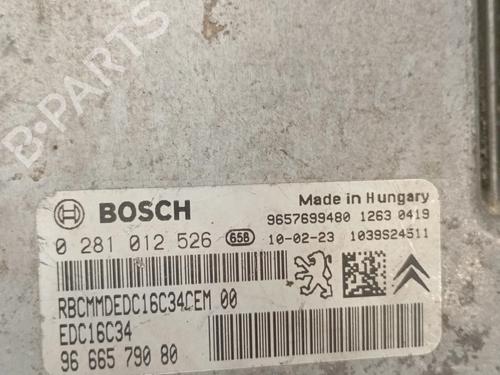 B-PARTS
BOSCH
Made in Hungary
9657699480 1263 0419
0 281 012 526 658 10-02-23 1039S24511
RBCMMDEDC16C34CEM 00
EDC16C34
96 665 790 80